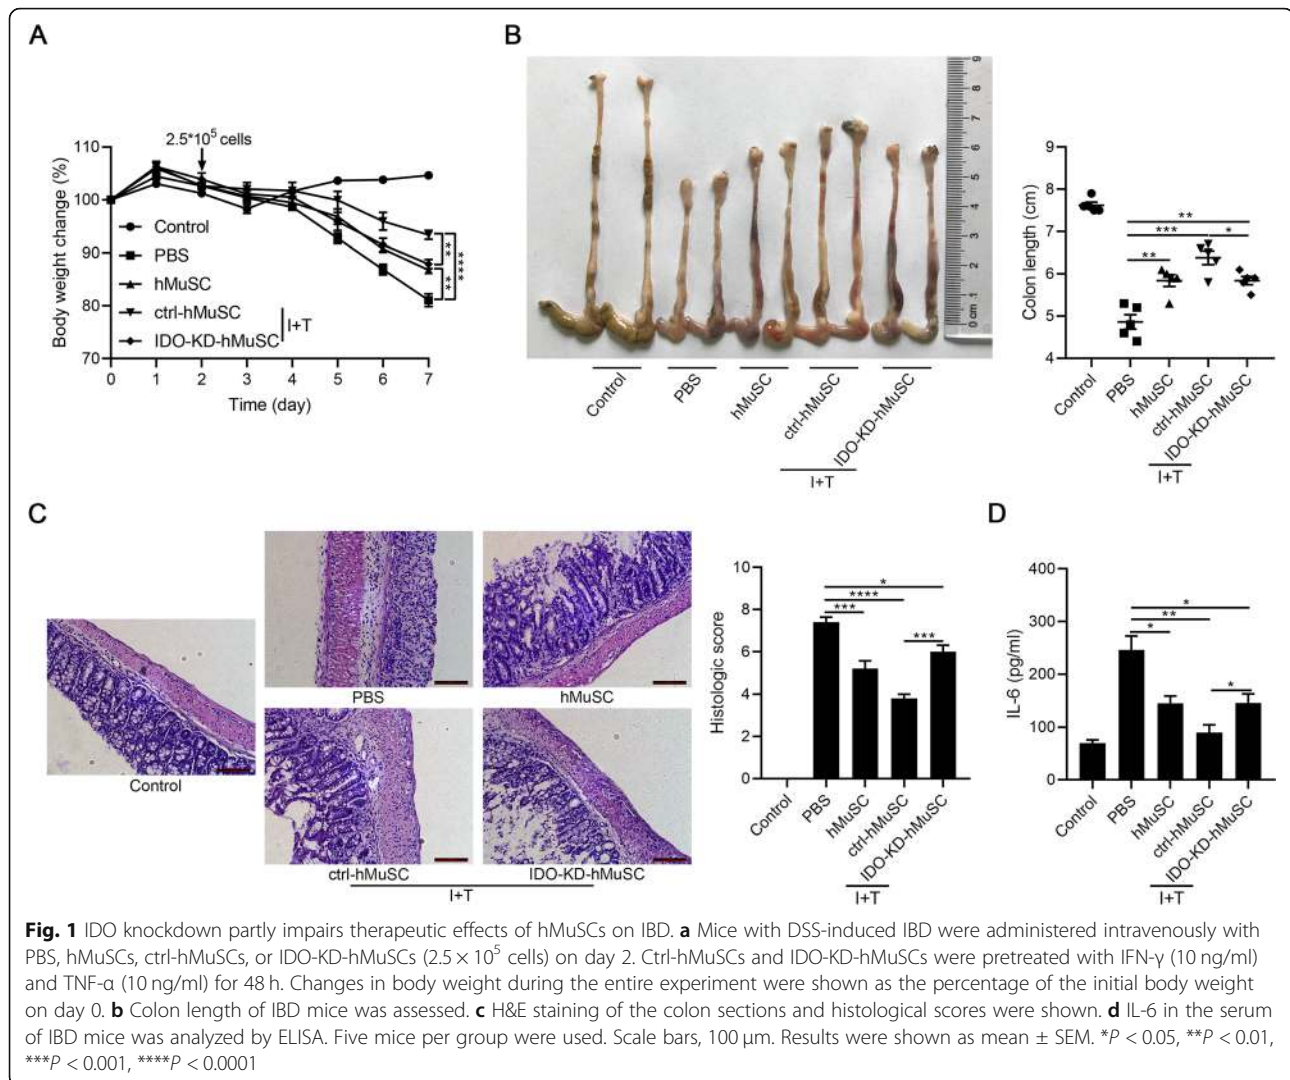 A
2.5*10⁵ cells
Body weight change (%)
110
100
90
80
70
0 1 2 3 4 5 6 7
Time (day)
Control
PBS
hMuSC
ctrl-hMuSC
IDO-KD-hMuSC
I+T
**
**
****
B
9
8
7
6
5
4
3
2
1
0 cm
Control
PBS
hMuSC
ctrl-hMuSC
IDO-KD-hMuSC
I+T
Colon length (cm)
10
8
6
5
4
**
***
*
**
Control
PBS
hMuSC
ctrl-hMuSC
IDO-KD-hMuSC
I+T
C
Control
PBS
hMuSC
ctrl-hMuSC
IDO-KD-hMuSC
I+T
Histologic score
10
8
6
4
2
0
*
****
***
***
Control
PBS
hMuSC
ctrl-hMuSC
IDO-KD-hMuSC
I+T
D
IL-6 (pg/ml)
400
300
200
100
0
*
**
*
*
Control
PBS
hMuSC
ctrl-hMuSC
IDO-KD-hMuSC
I+T
Fig. 1 IDO knockdown partly impairs therapeutic effects of hMuSCs on IBD. a Mice with DSS-induced IBD were administered intravenously with
PBS, hMuSCs, ctrl-hMuSCs, or IDO-KD-hMuSCs (2.5 × 10⁵ cells) on day 2. Ctrl-hMuSCs and IDO-KD-hMuSCs were pretreated with IFN-γ (10 ng/ml)
and TNF-α (10 ng/ml) for 48 h. Changes in body weight during the entire experiment were shown as the percentage of the initial body weight
on day 0. b Colon length of IBD mice was assessed. c H&E staining of the colon sections and histological scores were shown. d IL-6 in the serum
of IBD mice was analyzed by ELISA. Five mice per group were used. Scale bars, 100 μm. Results were shown as mean ± SEM. *P < 0.05, **P < 0.01,
***P < 0.001, ****P < 0.0001